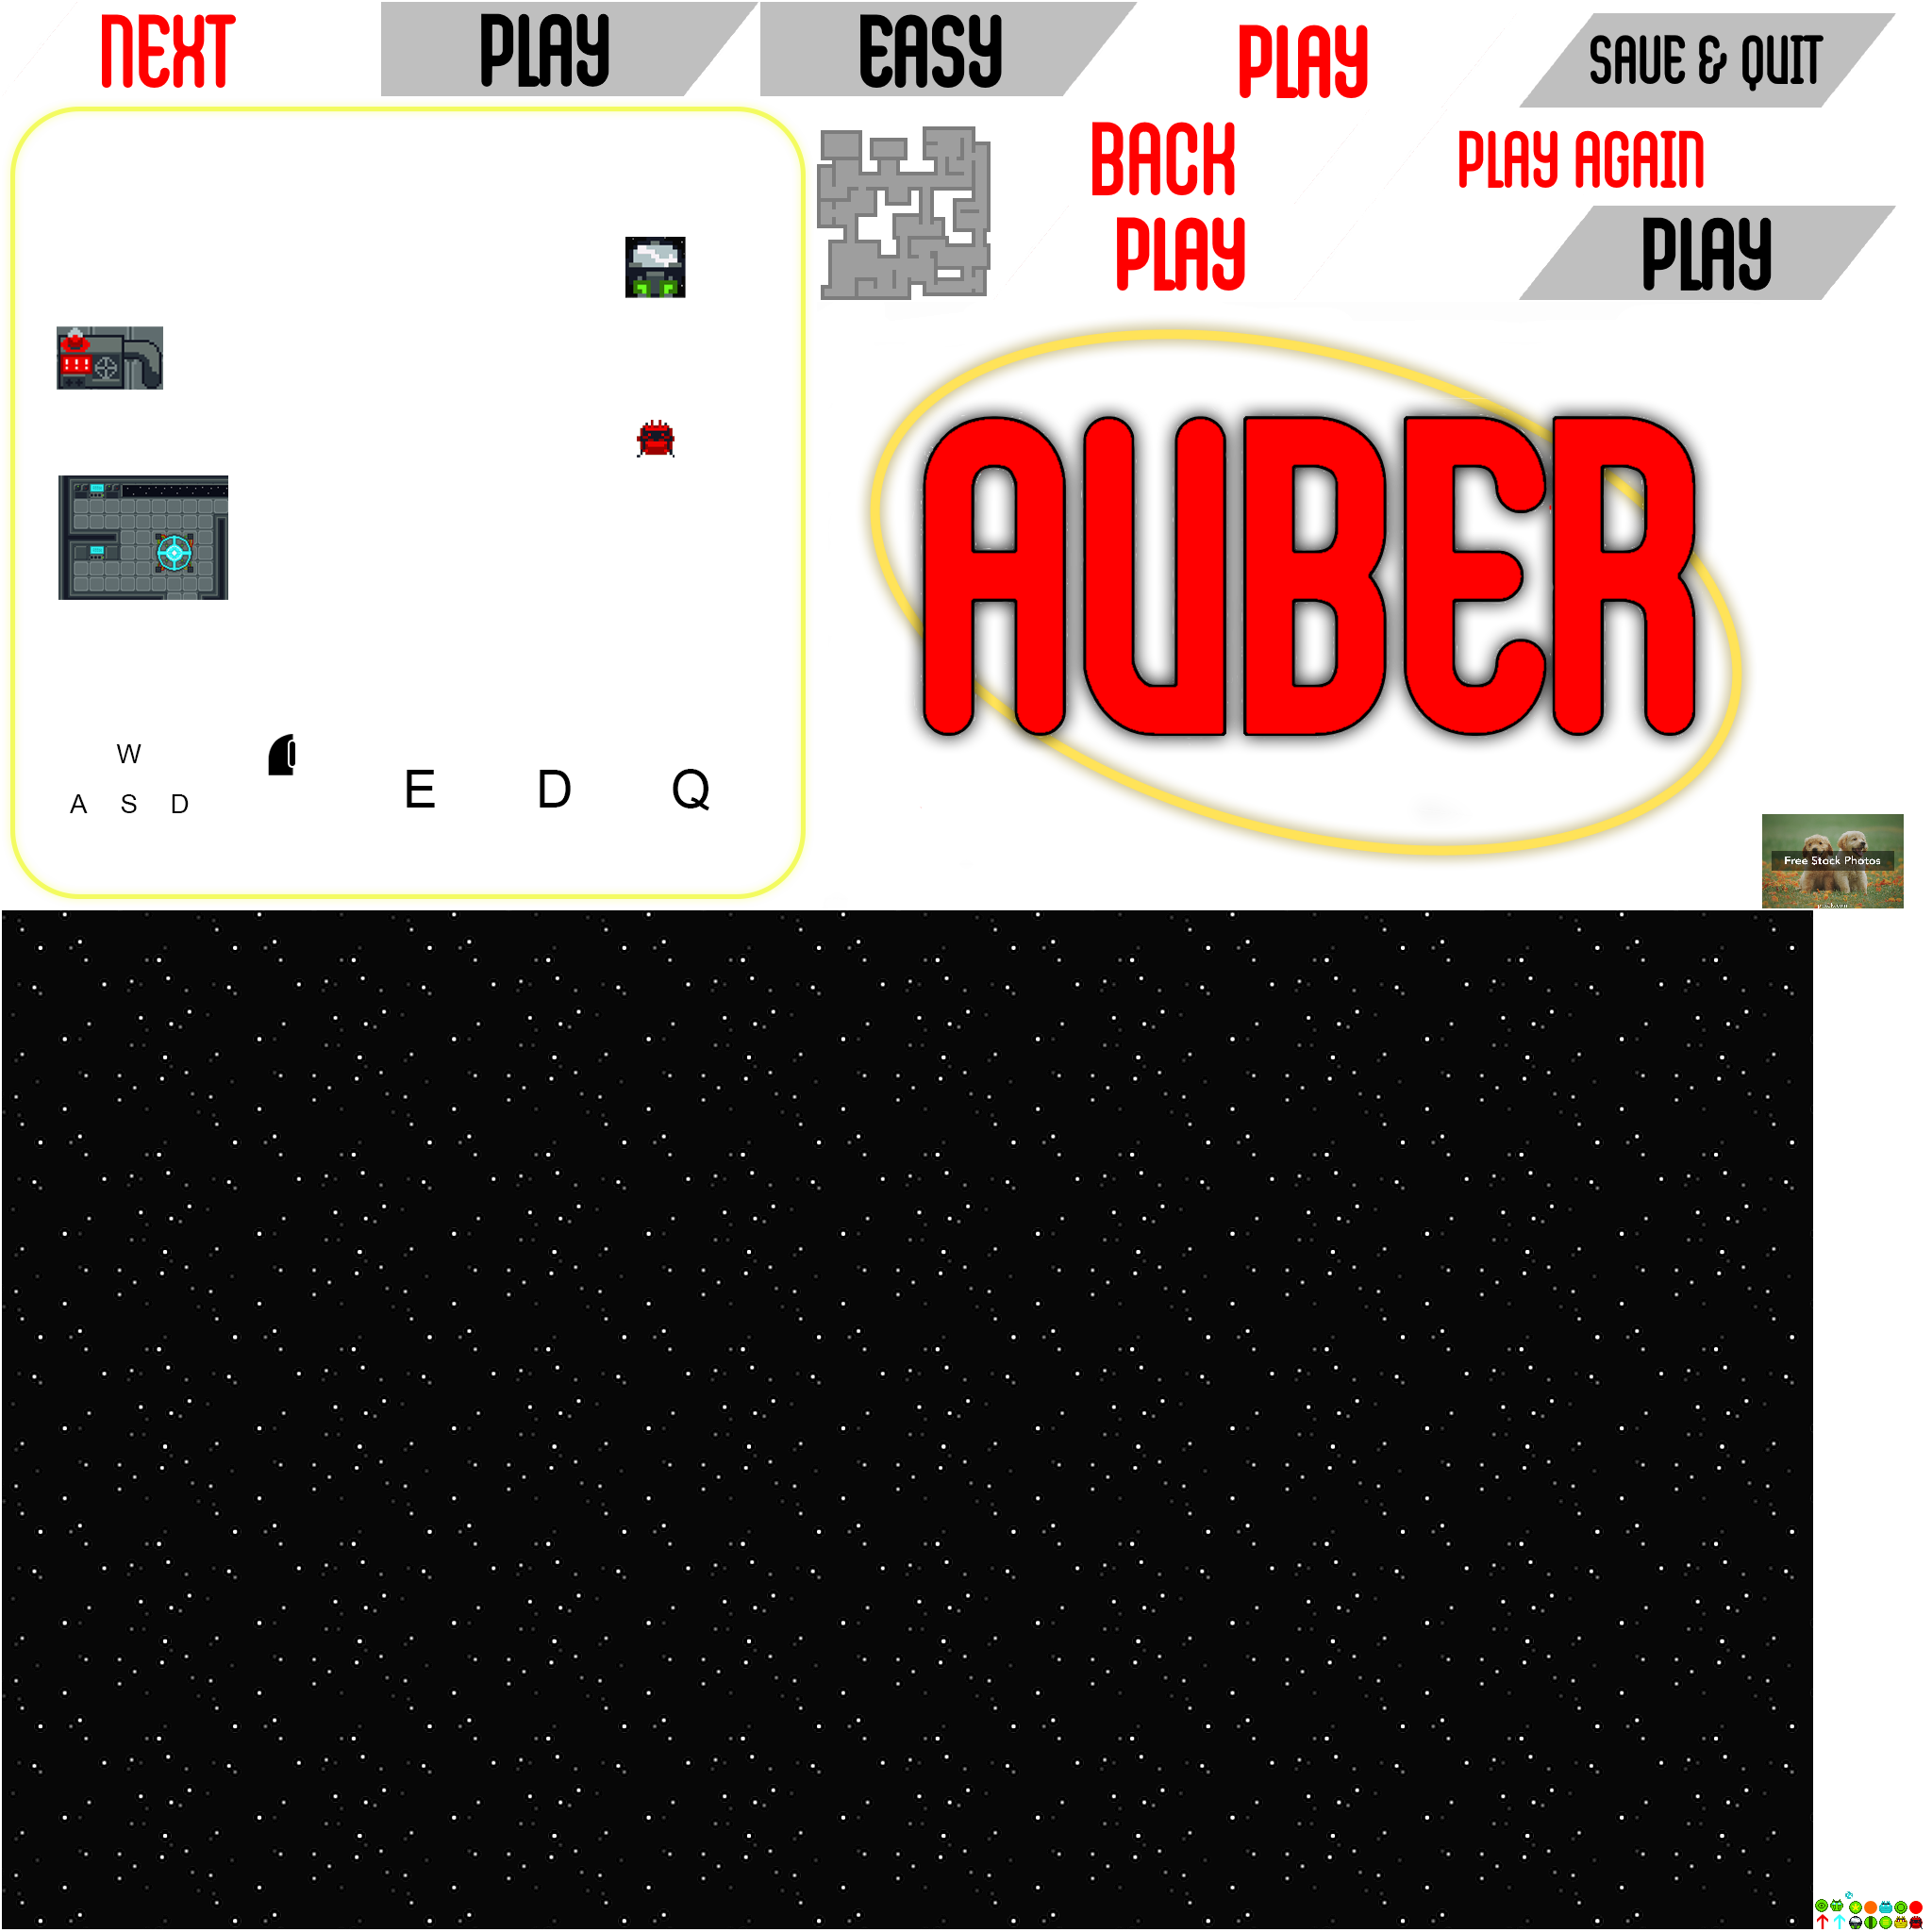 NEXT
PLAY
EASY
PLAY
SAVE & QUIT
BACK
PLAY AGAIN
PLAY
PLAY
AUBER
W
A S D
E D Q
Free Stock Photos